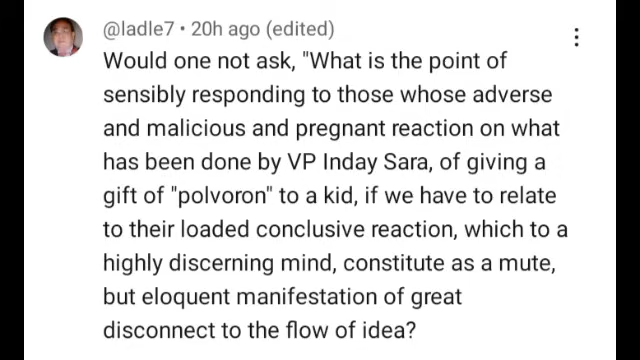 @ladle7 • 20h ago (edited)
Would one not ask, "What is the point of
sensibly responding to those whose adverse
and malicious and pregnant reaction on what
has been done by VP Inday Sara, of giving a
gift of "polvoron" to a kid, if we have to relate
to their loaded conclusive reaction, which to a
highly discerning mind, constitute as a mute,
but eloquent manifestation of great
disconnect to the flow of idea?